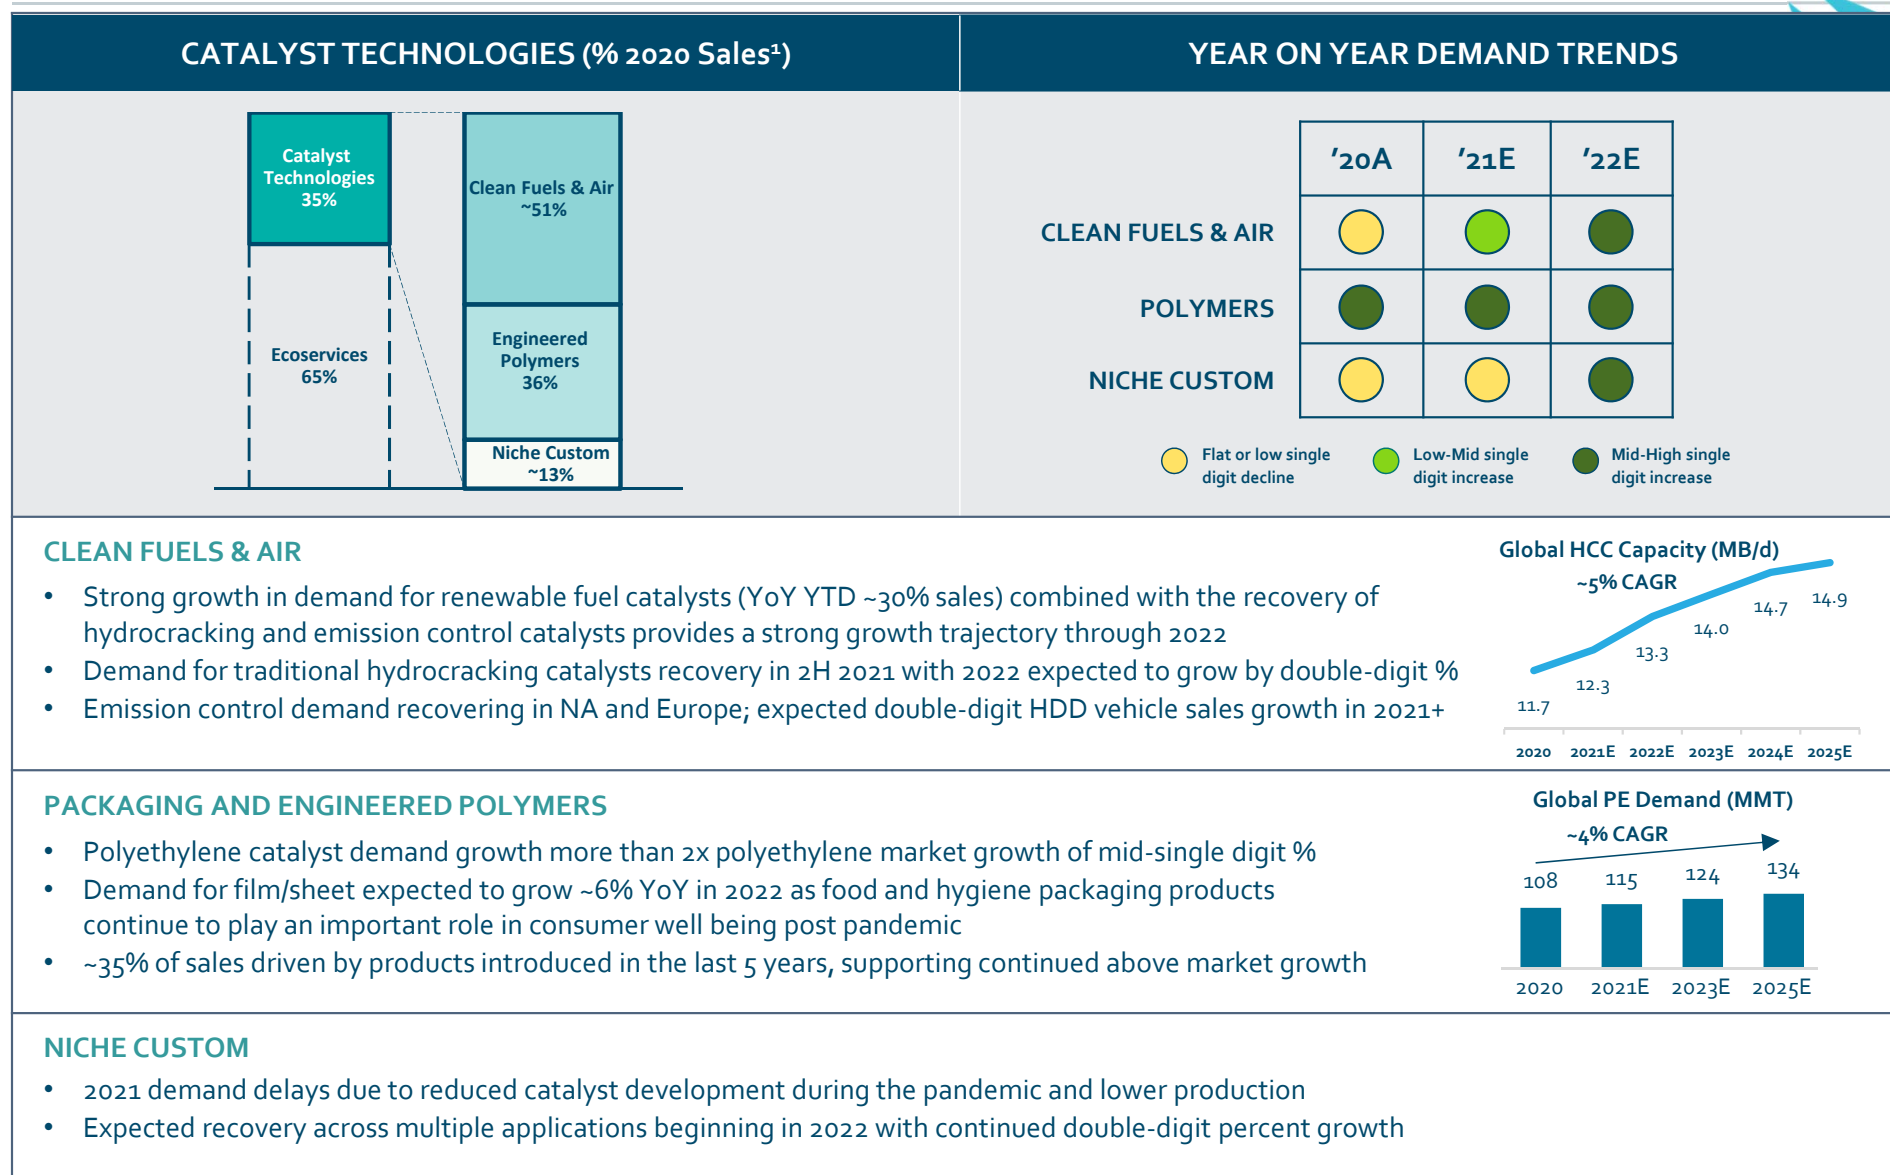 CATALYST TECHNOLOGIES (% 2020 Sales¹)
YEAR ON YEAR DEMAND TRENDS
Catalyst
Technologies
35%
Ecoservices
65%
Clean Fuels & Air
~51%
Engineered
Polymers
36%
Niche Custom
~13%
'20A '21E '22E
CLEAN FUELS & AIR
POLYMERS
NICHE CUSTOM
Flat or low single
digit decline
Low-Mid single
digit increase
Mid-High single
digit increase
CLEAN FUELS & AIR
• Strong growth in demand for renewable fuel catalysts (YoY YTD ~30% sales) combined with the recovery of
hydrocracking and emission control catalysts provides a strong growth trajectory through 2022
• Demand for traditional hydrocracking catalysts recovery in 2H 2021 with 2022 expected to grow by double-digit %
• Emission control demand recovering in NA and Europe; expected double-digit HDD vehicle sales growth in 2021+
Global HCC Capacity (MB/d)
~5% CAGR
11.7 12.3 13.3 14.0 14.7 14.9
2020 2021E 2022E 2023E 2024E 2025E
PACKAGING AND ENGINEERED POLYMERS
• Polyethylene catalyst demand growth more than 2x polyethylene market growth of mid-single digit %
• Demand for film/sheet expected to grow ~6% YoY in 2022 as food and hygiene packaging products
continue to play an important role in consumer well being post pandemic
• ~35% of sales driven by products introduced in the last 5 years, supporting continued above market growth
Global PE Demand (MMT)
~4% CAGR
108 115 124 134
2020 2021E 2023E 2025E
NICHE CUSTOM
• 2021 demand delays due to reduced catalyst development during the pandemic and lower production
• Expected recovery across multiple applications beginning in 2022 with continued double-digit percent growth